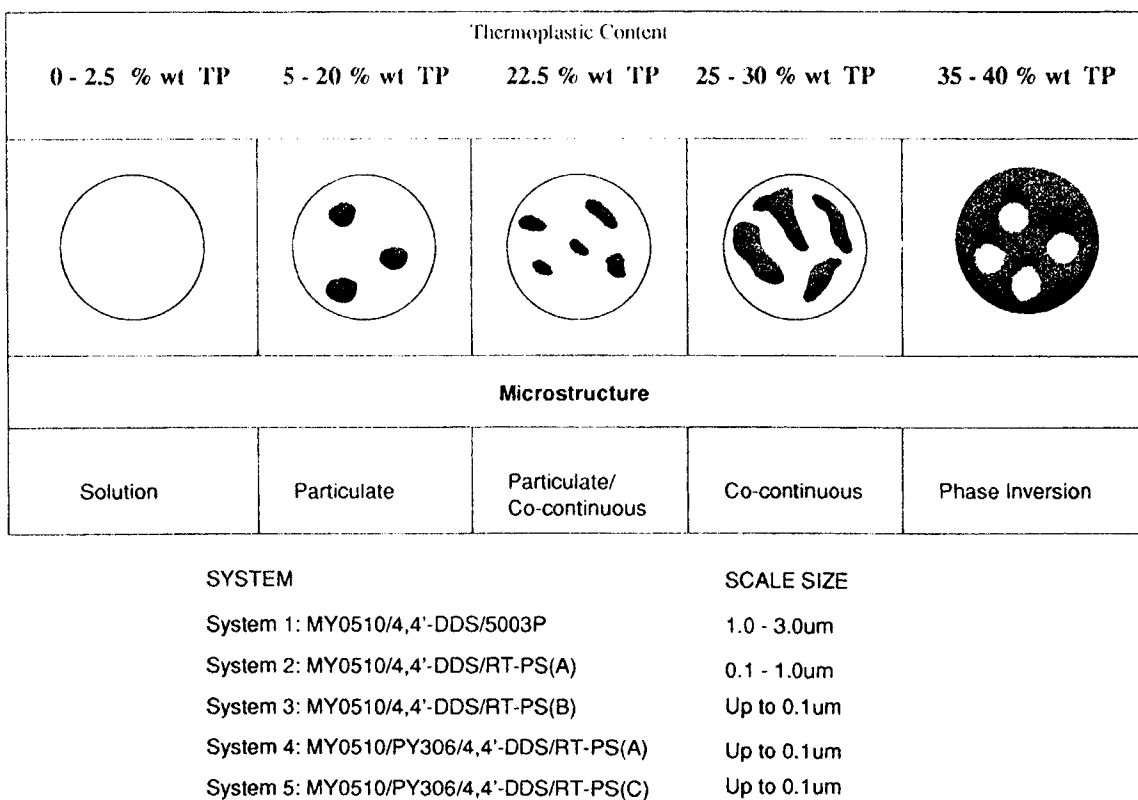 Thermoplastic Content
0 - 2.5 % wt TP
5 - 20 % wt TP
22.5 % wt TP
25 - 30 % wt TP
35 - 40 % wt TP
Microstructure
Solution
Particulate
Particulate/
Co-continuous
Co-continuous
Phase Inversion
SYSTEM SCALE SIZE
System 1: MY0510/4,4'-DDS/5003P 1.0 - 3.0um
System 2: MY0510/4,4'-DDS/RT-PS(A) 0.1 - 1.0um
System 3: MY0510/4,4'-DDS/RT-PS(B) Up to 0.1um
System 4: MY0510/PY306/4,4'-DDS/RT-PS(A) Up to 0.1um
System 5: MY0510/PY306/4,4'-DDS/RT-PS(C) Up to 0.1um